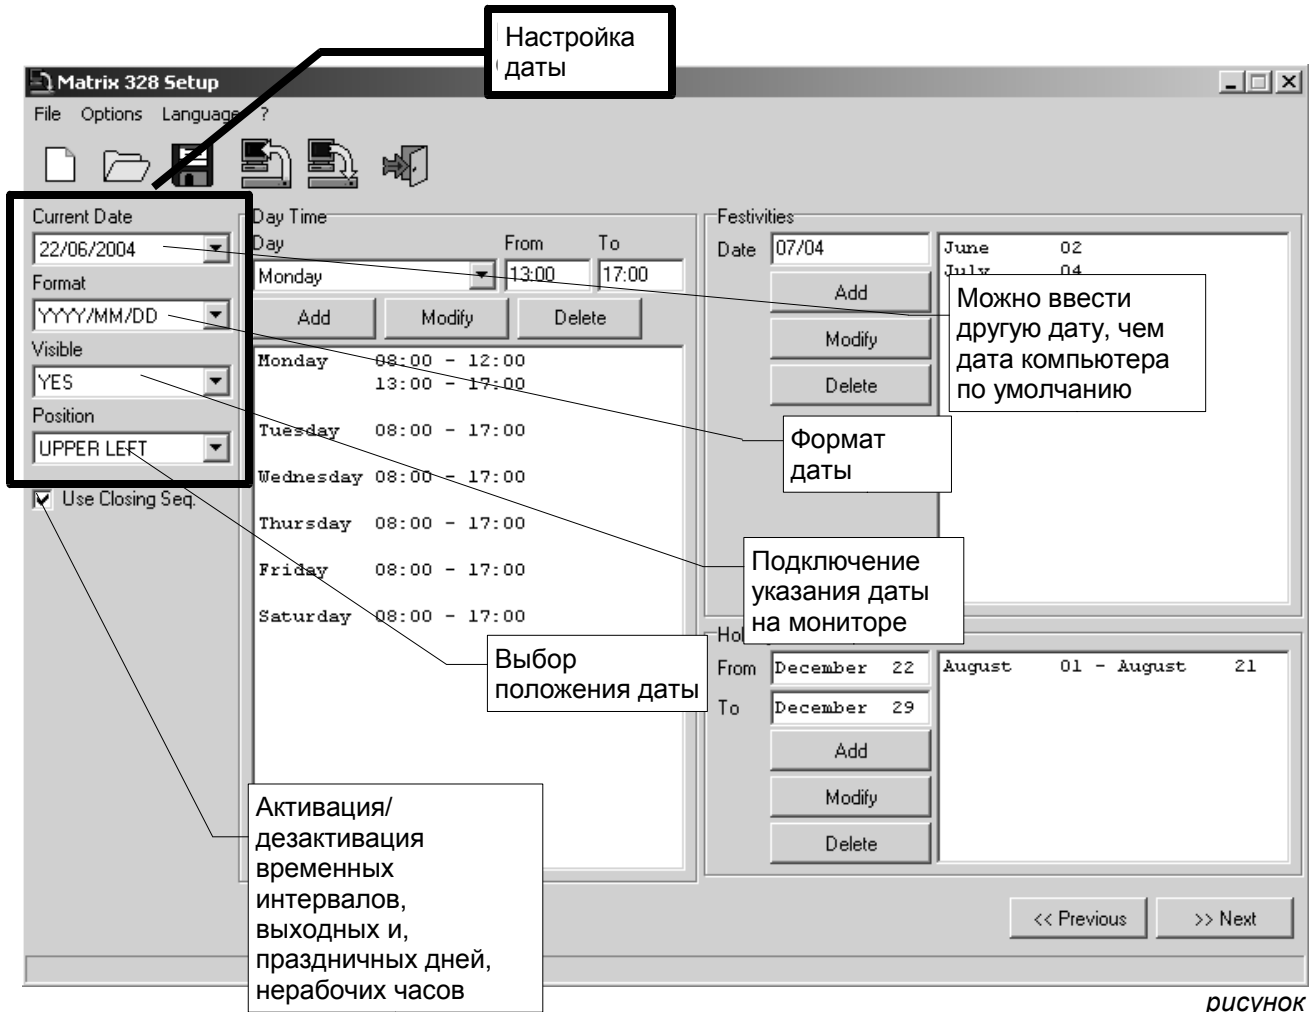 Настройка
даты
Matrix 328 Setup
File Options Language ?
Current Date
22/06/2004
Format
YYYY/MM/DD
Visible
YES
Position
UPPER LEFT
Use Closing Seq.
Day Time
Day From To
Monday 13:00 17:00
Add Modify Delete
Monday 08:00 - 12:00
13:00 - 17:00
Tuesday 08:00 - 17:00
Wednesday 08:00 - 17:00
Thursday 08:00 - 17:00
Friday 08:00 - 17:00
Saturday 08:00 - 17:00
Festivities
Date 07/04
Add
Modify
Delete
June 02
July 04
Можно ввести
другую дату, чем
дата компьютера
по умолчанию
Формат
даты
Подключение
указания даты
на мониторе
Выбор
положения даты
From December 22
To December 29
Add
Modify
Delete
August 01 - August 21
Активация/
дезактивация
временных
интервалов,
выходных и,
праздничных дней,
нерабочих часов
<< Previous >> Next
рисунок